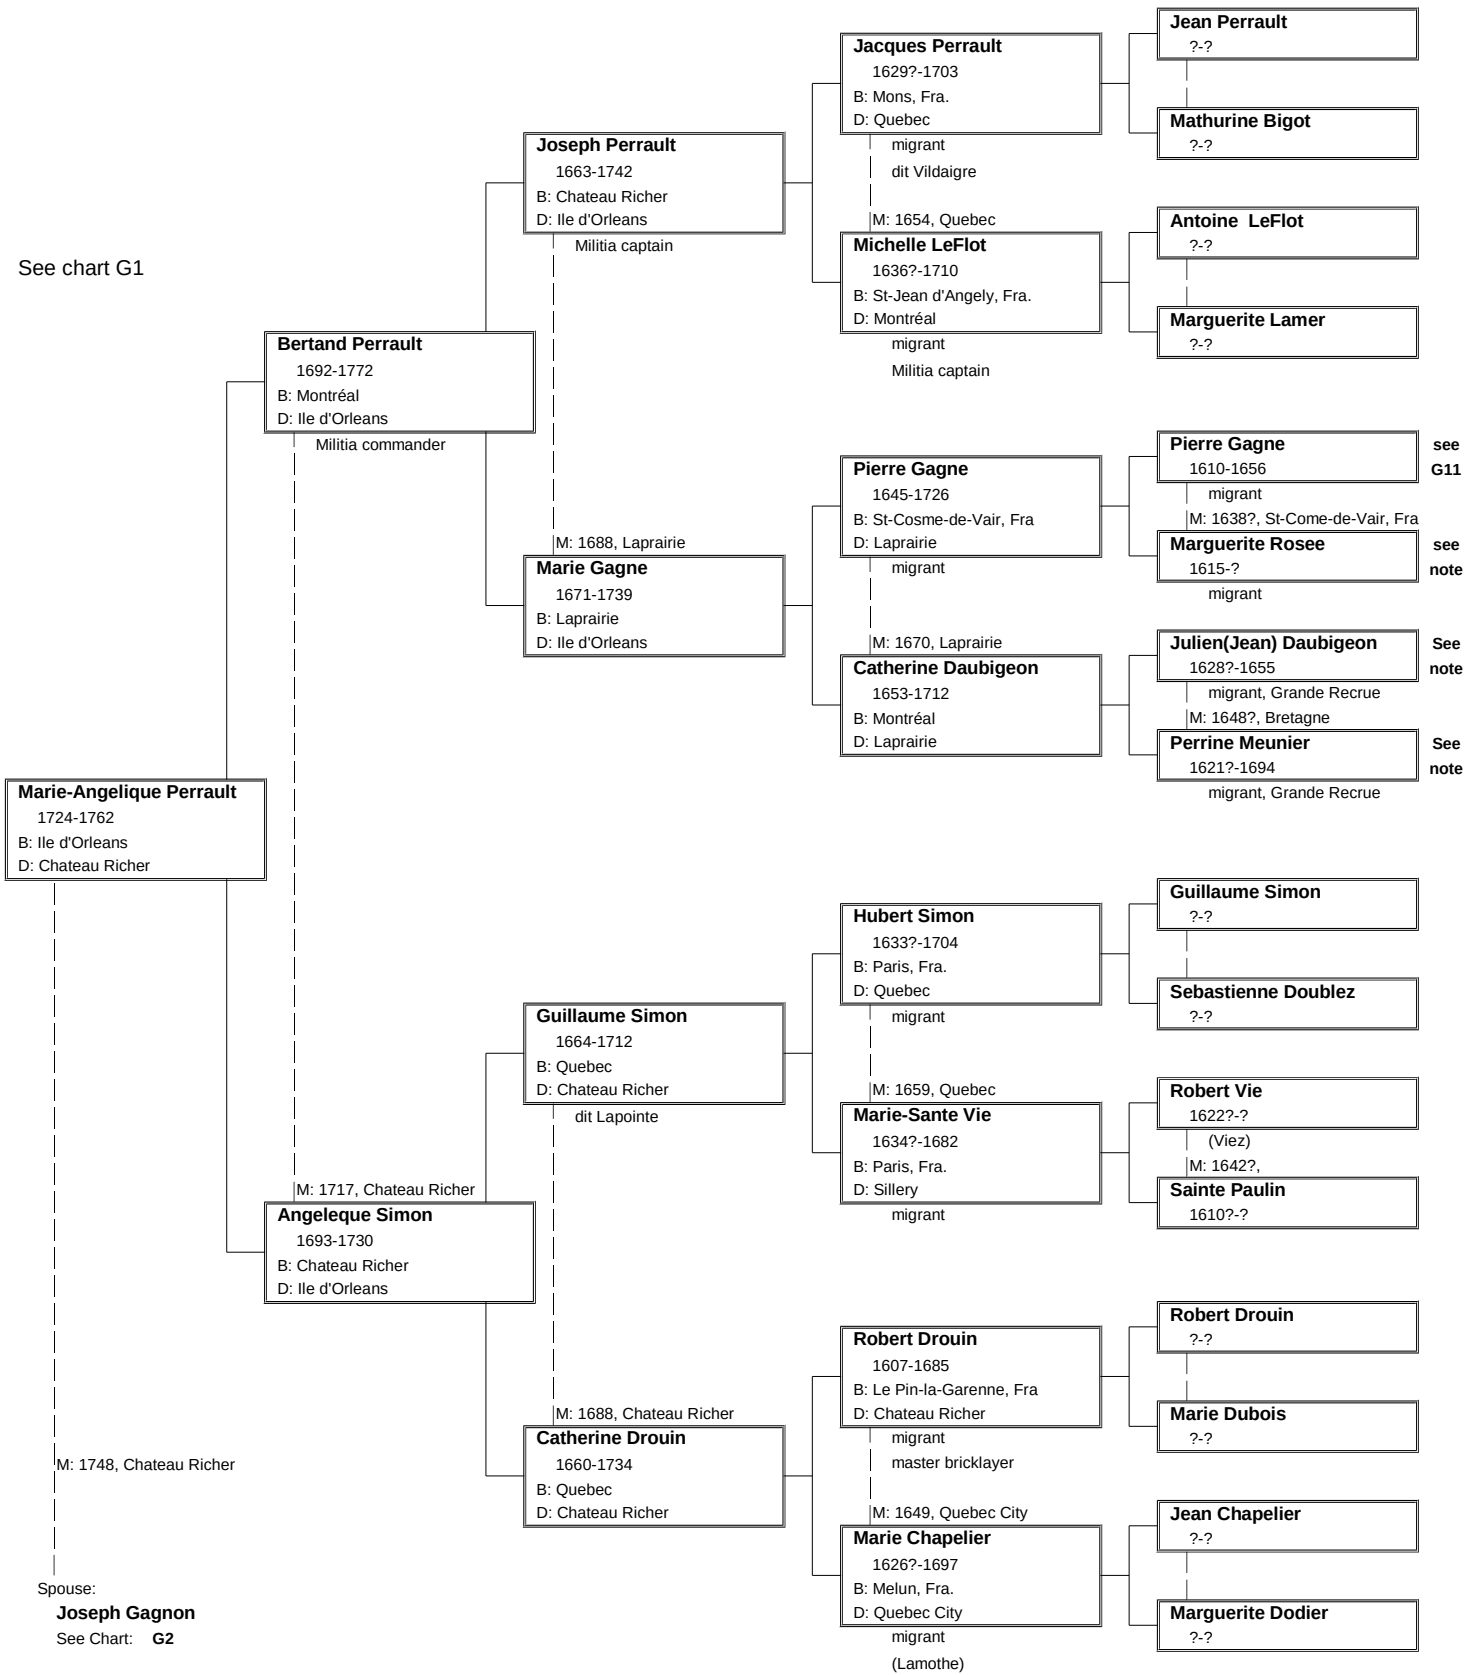 See chart G1
Marie-Angelique Perrault
1724-1762
B: Ile d'Orleans
D: Chateau Richer
M: 1748, Chateau Richer
Spouse:
Joseph Gagnon
See Chart: G2
Bertand Perrault
1692-1772
B: Montréal
D: Ile d'Orleans
Militia commander
M: 1717, Chateau Richer
Angeleque Simon
1693-1730
B: Chateau Richer
D: Ile d'Orleans
Joseph Perrault
1663-1742
B: Chateau Richer
D: Ile d'Orleans
Militia captain
M: 1688, Laprairie
Marie Gagne
1671-1739
B: Laprairie
D: Ile d'Orleans
Guillaume Simon
1664-1712
B: Quebec
D: Chateau Richer
dit Lapointe
M: 1688, Chateau Richer
Catherine Drouin
1660-1734
B: Quebec
D: Chateau Richer
Jacques Perrault
1629?-1703
B: Mons, Fra.
D: Quebec
migrant
dit Vildaigre
M: 1654, Quebec
Michelle LeFlot
1636?-1710
B: St-Jean d'Angely, Fra.
D: Montréal
migrant
Militia captain
Pierre Gagne
1645-1726
B: St-Cosme-de-Vair, Fra
D: Laprairie
migrant
M: 1670, Laprairie
Catherine Daubigeon
1653-1712
B: Montréal
D: Laprairie
Hubert Simon
1633?-1704
B: Paris, Fra.
D: Quebec
migrant
M: 1659, Quebec
Marie-Sante Vie
1634?-1682
B: Paris, Fra.
D: Sillery
migrant
Robert Drouin
1607-1685
B: Le Pin-la-Garenne, Fra
D: Chateau Richer
migrant
master bricklayer
M: 1649, Quebec City
Marie Chapelier
1626?-1697
B: Melun, Fra.
D: Quebec City
migrant
(Lamothe)
Jean Perrault
?-?
Mathurine Bigot
?-?
Antoine  LeFlot
?-?
Marguerite Lamer
?-?
Pierre Gagne see
1610-1656 G11
migrant
M: 1638?, St-Come-de-Vair, Fra
Marguerite Rosee see
1615-? note
migrant
Julien(Jean) Daubigeon See
1628?-1655 note
migrant, Grande Recrue
M: 1648?, Bretagne
Perrine Meunier See
1621?-1694 note
migrant, Grande Recrue
Guillaume Simon
?-?
Sebastienne Doublez
?-?
Robert Vie
1622?-?
(Viez)
M: 1642?,
Sainte Paulin
1610?-?
Robert Drouin
?-?
Marie Dubois
?-?
Jean Chapelier
?-?
Marguerite Dodier
?-?